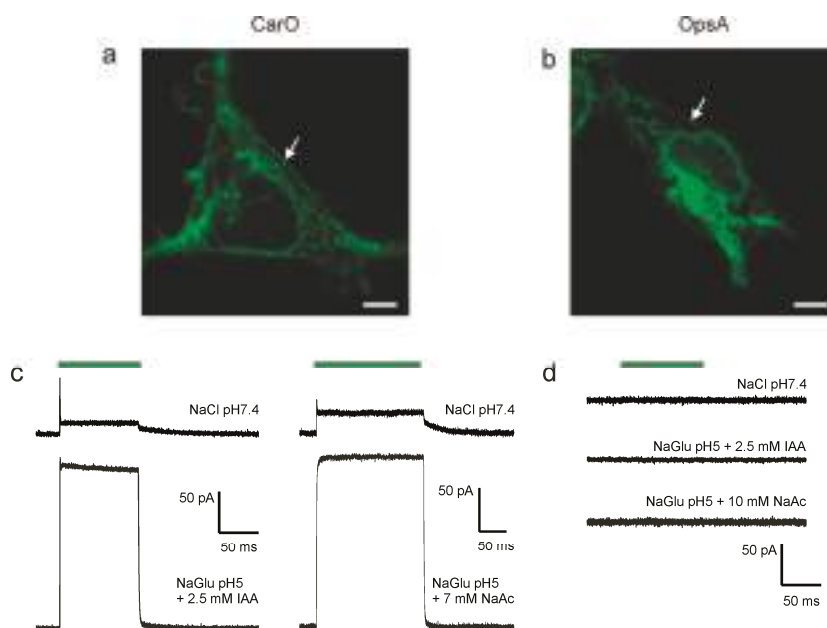 CarO
OpsA
a
b
c
d
NaCl pH7.4
NaCl pH7.4
NaCl pH7.4
NaGlu pH5 + 2.5 mM IAA
NaGlu pH5 + 10 mM NaAc
50 pA
50 ms
50 pA
50 ms
50 pA
50 ms
NaGlu pH5
+ 2.5 mM IAA
NaGlu pH5
+ 7 mM NaAc